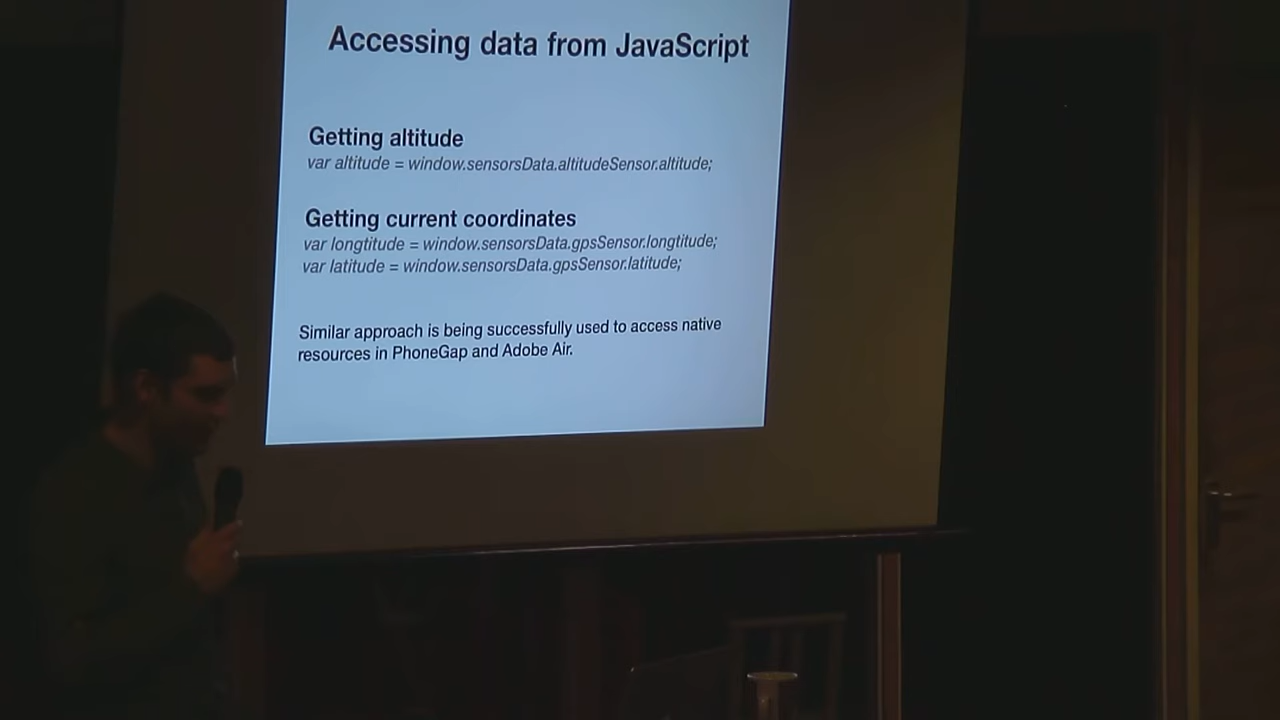 Accessing data from JavaScript
Getting altitude
var altitude = window.sensorsData.altitudeSensor.altitude;
Getting current coordinates
var longtitude = window.sensorsData.gpsSensor.longtitude;
var latitude = window.sensorsData.gpsSensor.latitude;
Similar approach is being successfully used to access native
resources in PhoneGap and Adobe Air.